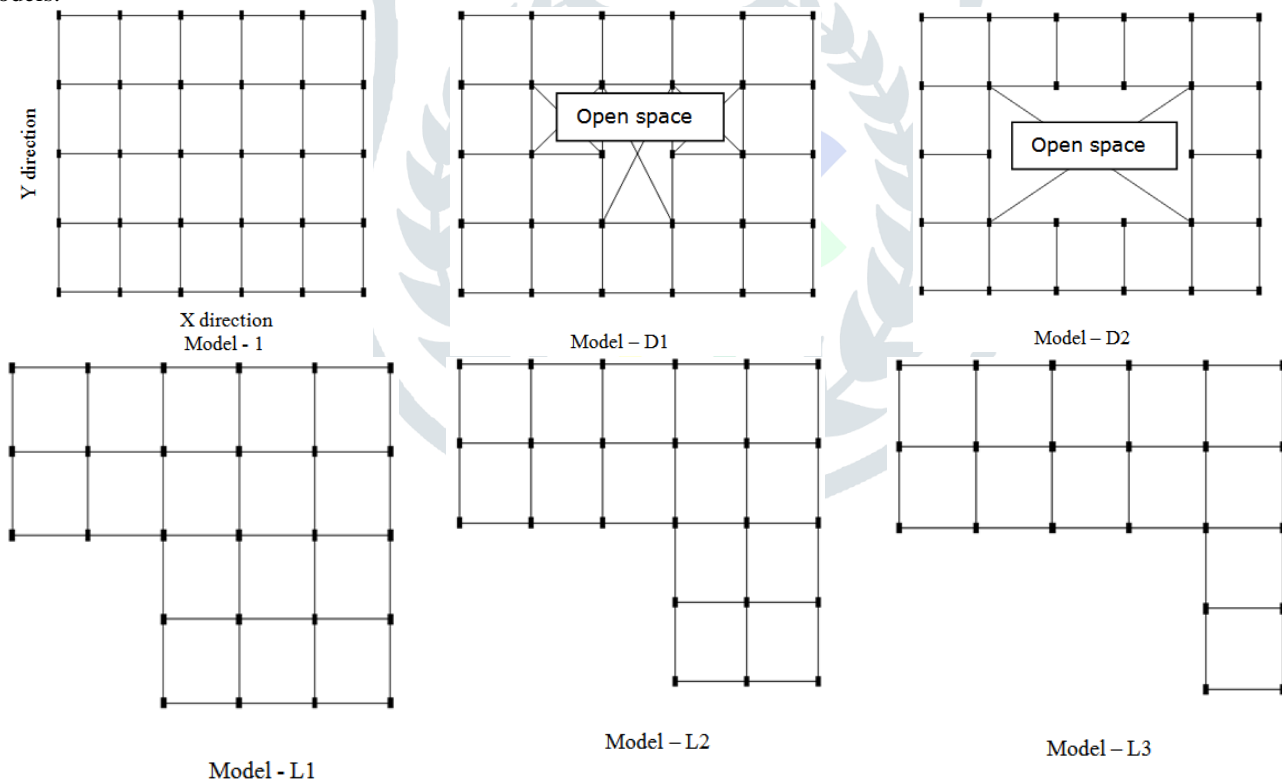 Y direction
Open space
Open space
X direction
Model - 1
Model – D1
Model – D2
Model - L1
Model – L2
Model – L3